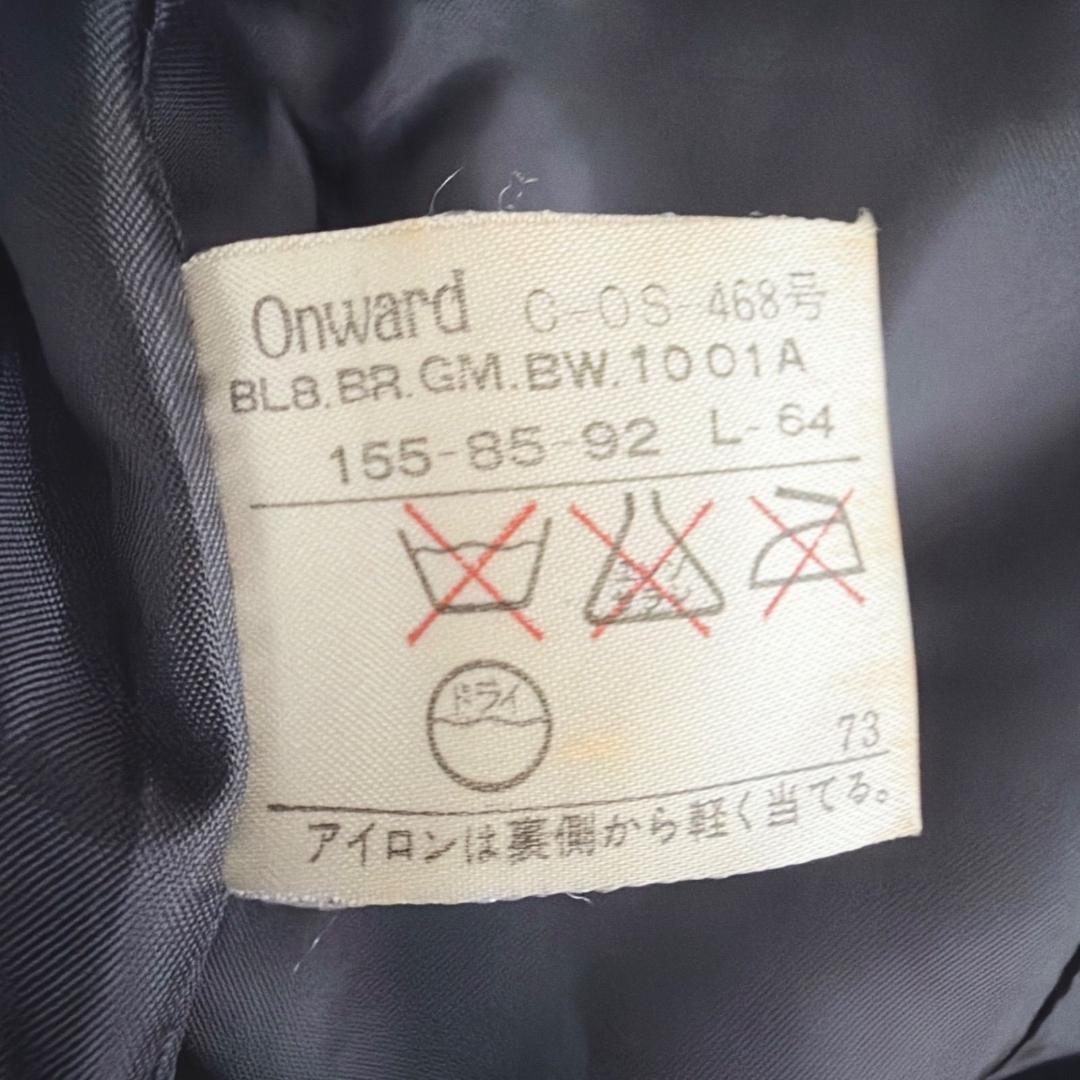 Onward C-OS-468号
BL8.BR.GM.BW.1001A
155-85-92 L-64
ドライ
73
アイロンは裏側から軽く当てる。